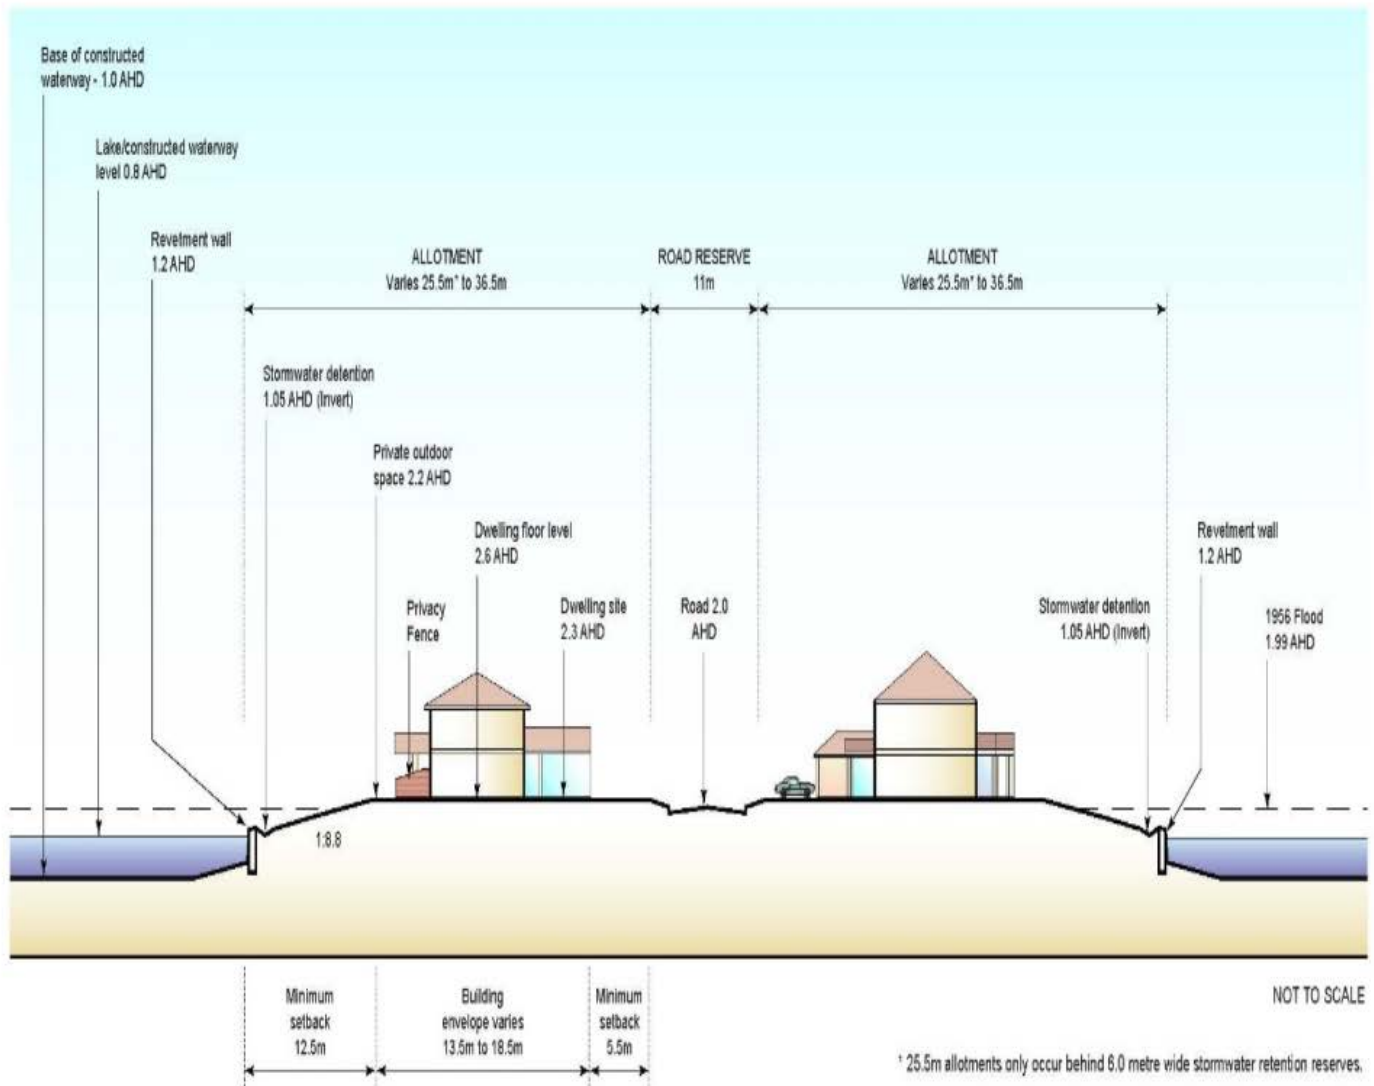 Base of constructed
waterway - 1.0 AHD
Lake/constructed waterway
level 0.8 AHD
Revetment wall
1.2 AHD
ALLOTMENT
Varies 25.5m* to 36.5m
ROAD RESERVE
11m
ALLOTMENT
Varies 25.5m* to 36.5m
Stormwater detention
1.05 AHD (Invert)
Private outdoor
space 2.2 AHD
Dwelling floor level
2.6 AHD
Privacy
Fence
Dwelling site
2.3 AHD
Road 2.0
AHD
Stormwater detention
1.05 AHD (Invert)
Revetment wall
1.2 AHD
1956 Flood
1.99 AHD
1:8.8
Minimum
setback
12.5m
Building
envelope varies
13.5m to 18.5m
Minimum
setback
5.5m
NOT TO SCALE
* 25.5m allotments only occur behind 6.0 metre wide stormwater retention reserves.